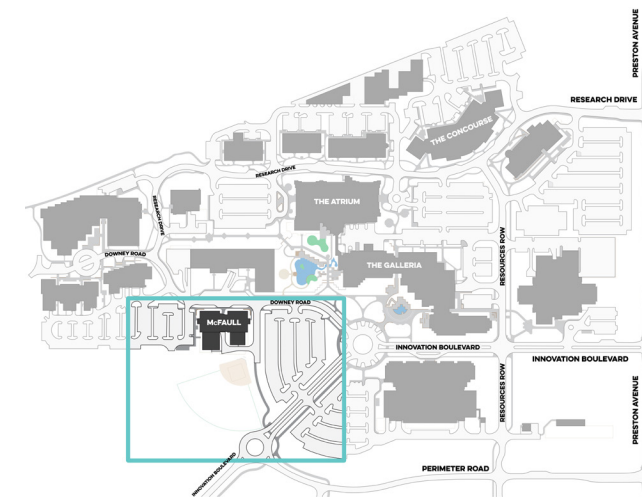 PRESTON AVENUE
RESEARCH DRIVE
THE CONCOURSE
RESEARCH DRIVE
THE ATRIUM
RESEARCH DRIVE
RESOURCES ROW
DOWNEY ROAD
THE GALLERIA
DOWNEY ROAD
McFAULL
INNOVATION BOULEVARD
INNOVATION BOULEVARD
RESOURCES ROW
PRESTON AVENUE
PERIMETER ROAD
INNOVATION BOULEVARD